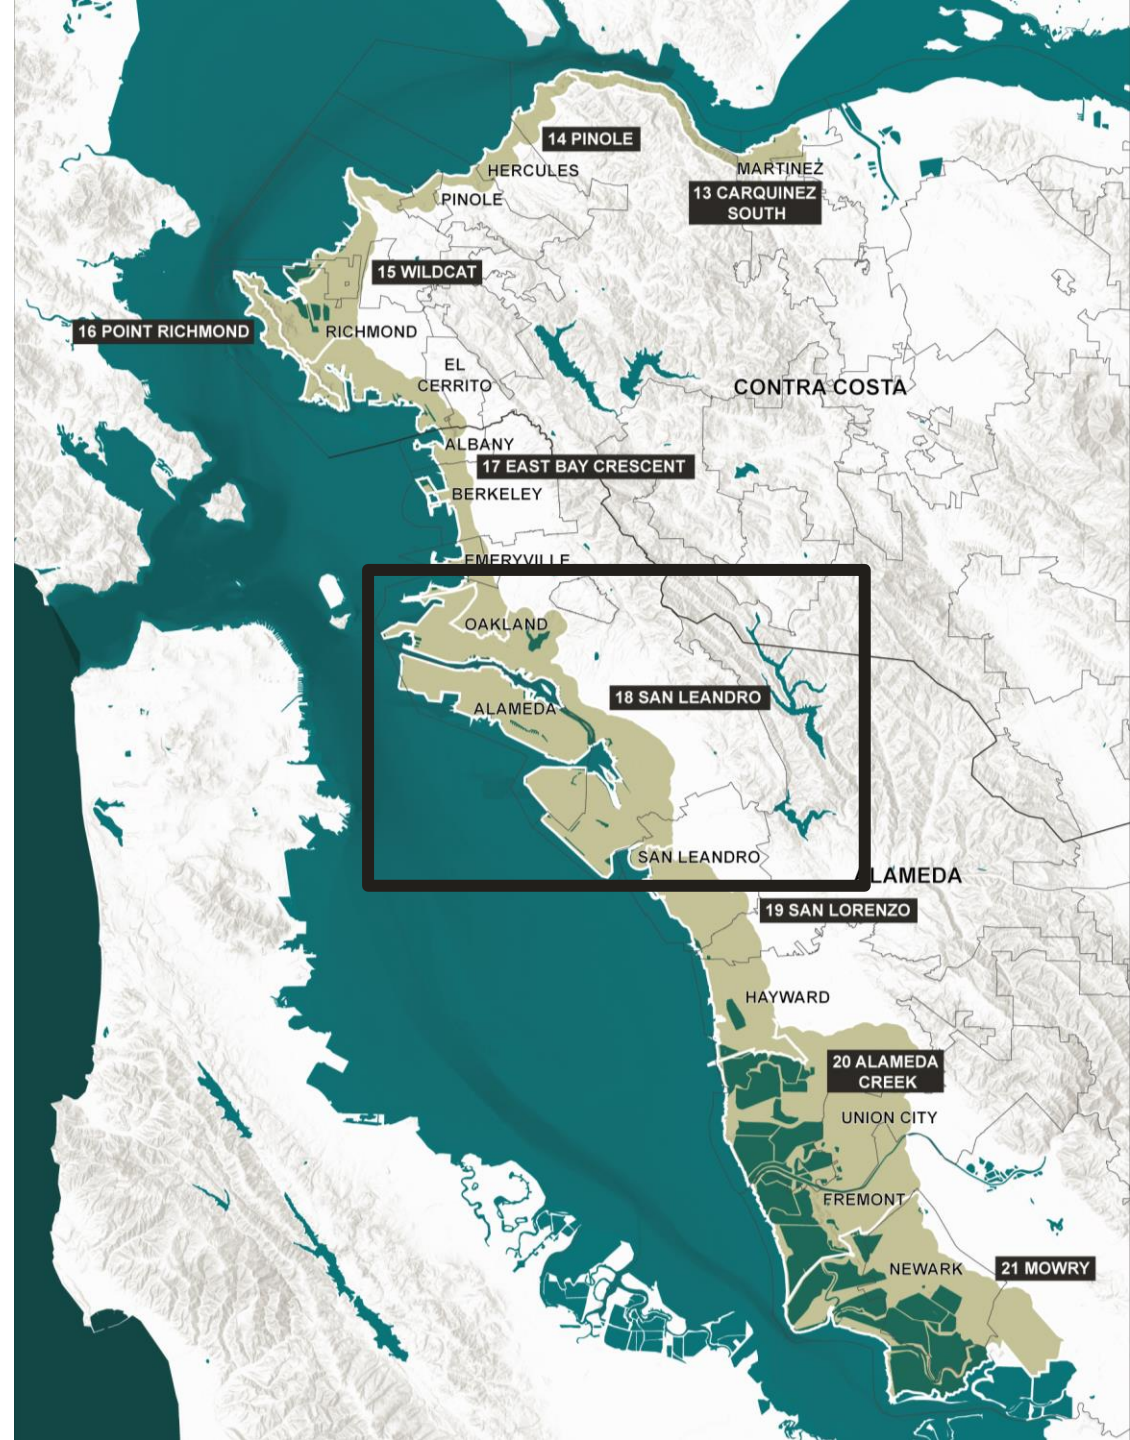 14 PINOLE
HERCULES
MARTINEZ
13 CARQUINEZ
SOUTH
PINOLE
15 WILDCAT
16 POINT RICHMOND
RICHMOND
EL
CERRITO
CONTRA COSTA
ALBANY
17 EAST BAY CRESCENT
BERKELEY
EMERYVILLE
OAKLAND
18 SAN LEANDRO
ALAMEDA
SAN LEANDRO
ALAMEDA
19 SAN LORENZO
HAYWARD
20 ALAMEDA
CREEK
UNION CITY
FREMONT
NEWARK
21 MOWRY